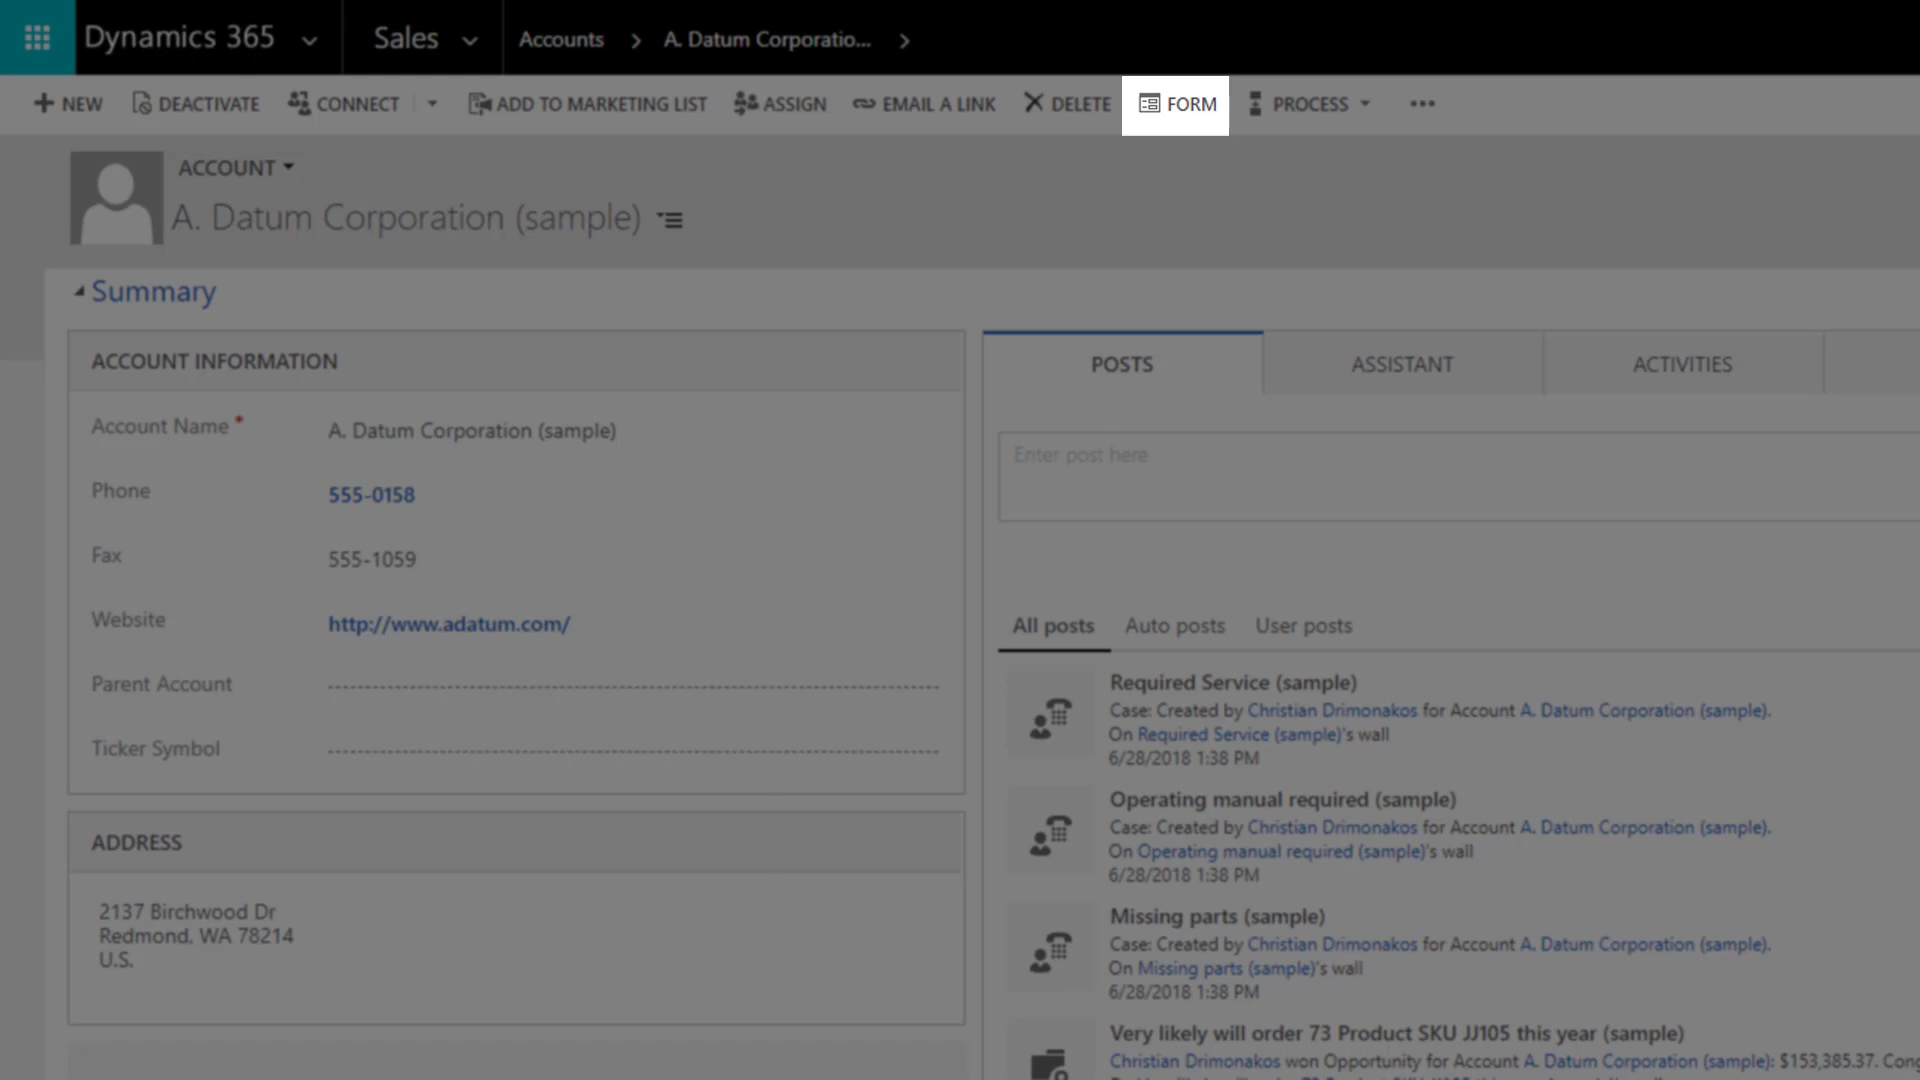 Dynamics 365
Sales
Accounts
A. Datum Corporatio...
NEW
DEACTIVATE
CONNECT
ADD TO MARKETING LIST
ASSIGN
EMAIL A LINK
DELETE
FORM
PROCESS
...
ACCOUNT
A. Datum Corporation (sample)
Summary
ACCOUNT INFORMATION
Account Name *
A. Datum Corporation (sample)
Phone
555-0158
Fax
555-1059
Website
http://www.adatum.com/
Parent Account
Ticker Symbol
ADDRESS
2137 Birchwood Dr
Redmond, WA 78214
U.S.
POSTS
ASSISTANT
ACTIVITIES
Enter post here
All posts
Auto posts
User posts
Required Service (sample)
Case: Created by Christian Drimonakos for Account A. Datum Corporation (sample).
On Required Service (sample)'s wall
6/28/2018 1:38 PM
Operating manual required (sample)
Case: Created by Christian Drimonakos for Account A. Datum Corporation (sample).
On Operating manual required (sample)'s wall
6/28/2018 1:38 PM
Missing parts (sample)
Case: Created by Christian Drimonakos for Account A. Datum Corporation (sample).
On Missing parts (sample)'s wall
6/28/2018 1:38 PM
Very likely will order 73 Product SKU JJ105 this year (sample)
Christian Drimonakos won Opportunity for Account A. Datum Corporation (sample): $153,385.37. Cong